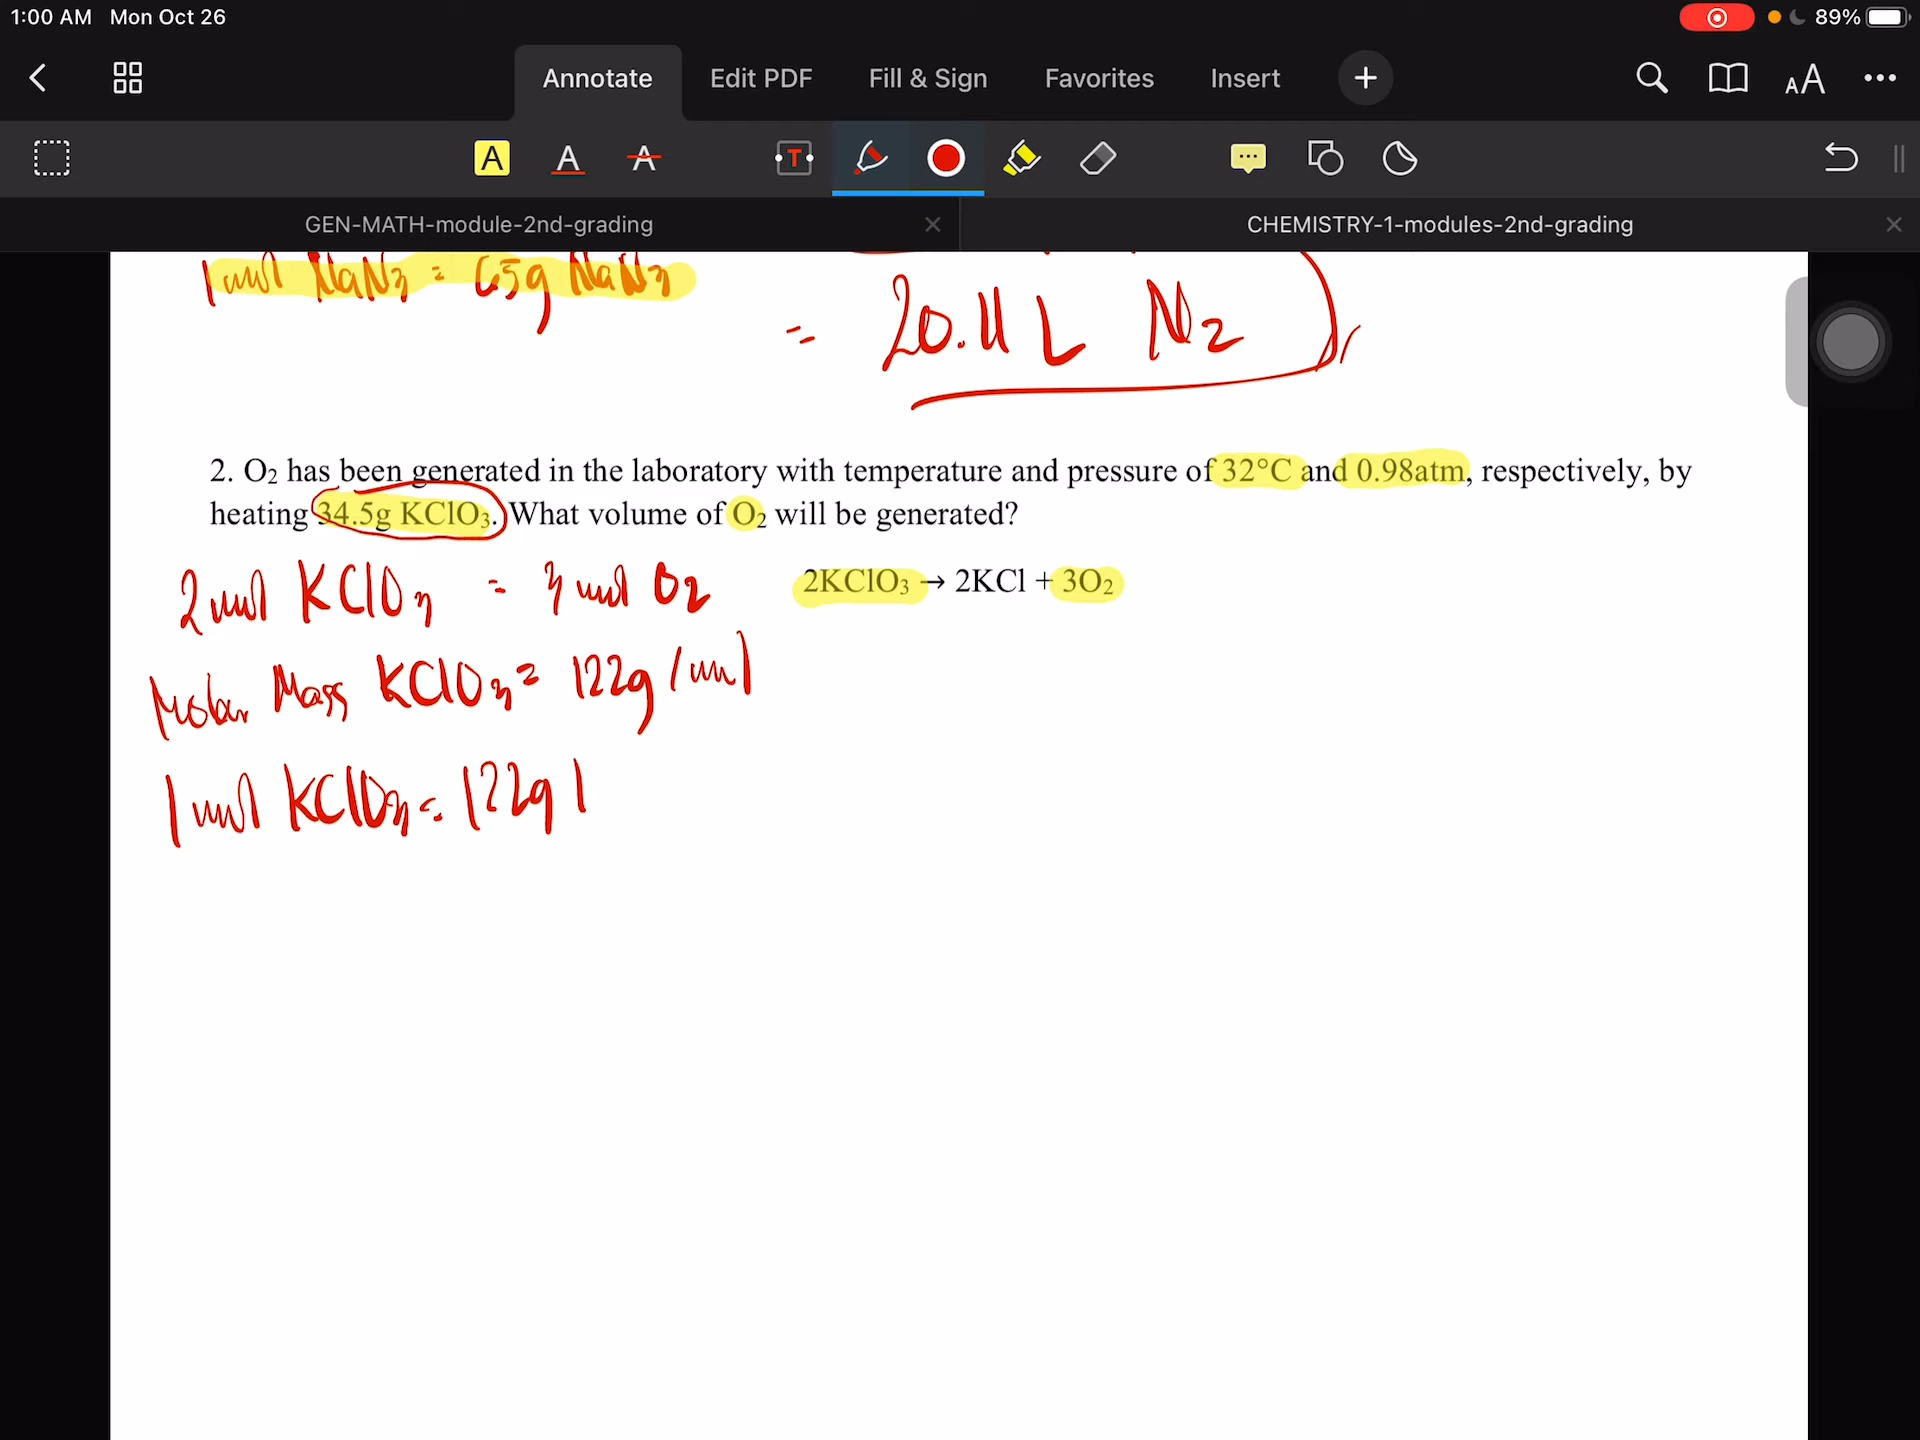 1:00 AM Mon Oct 26
89%
Annotate Edit PDF Fill & Sign Favorites Insert
AA
A A A T
GEN-MATH-module-2nd-grading
CHEMISTRY-1-modules-2nd-grading
1 mol NaN3 = 65g NaN3
= 20.11 L N2
2. O2 has been generated in the laboratory with temperature and pressure of 32°C and 0.98atm, respectively, by
heating 34.5g KClO3. What volume of O2 will be generated?
2KClO3 → 2KCl + 3O2
2 mol KClO3 = 3 mol O2
Molar Mass KClO3 = 122g/mol
1 mol KClO3 = 122g